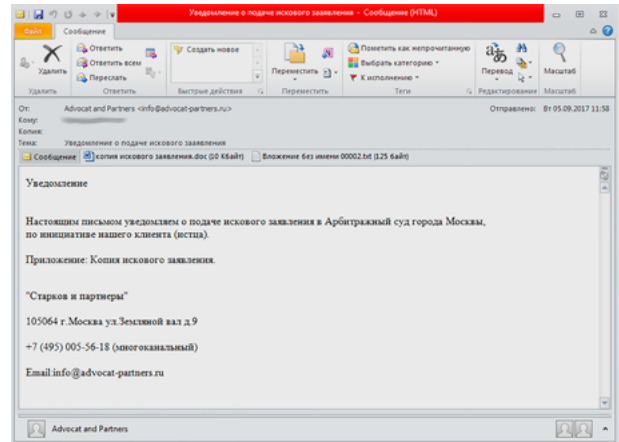 Уведомление о подаче искового заявления - Сообщение (HTML)
Файл Сообщение
Удалить
Ответить
Ответить всем
Переслать
Создать новое
Переместить
Пометить как непрочитанную
Выбрать категорию
К исполнению
Перевод
Масштаб
Удалить Ответить Быстрые действия Переместить Теги Редактирование Масштаб
От: Advocat and Partners <info@advocat-partners.ru> Отправлено: Вт 05.09.2017 11:58
Кому:
Копия:
Тема: Уведомление о подаче искового заявления
Сообщение копия искового заявления.doc (10 Кбайт) Вложение без имени 00002.txt (125 байт)
Уведомление
Настоящим письмом уведомляем о подаче искового заявления в Арбитражный суд города Москвы,
по инициативе нашего клиента (истца).
Приложение: Копия искового заявления.
"Старков и партнеры"
105064 г.Москва ул.Земляной вал д.9
+7 (495) 005-56-18 (многоканальный)
Email:info@advocat-partners.ru
Advocat and Partners